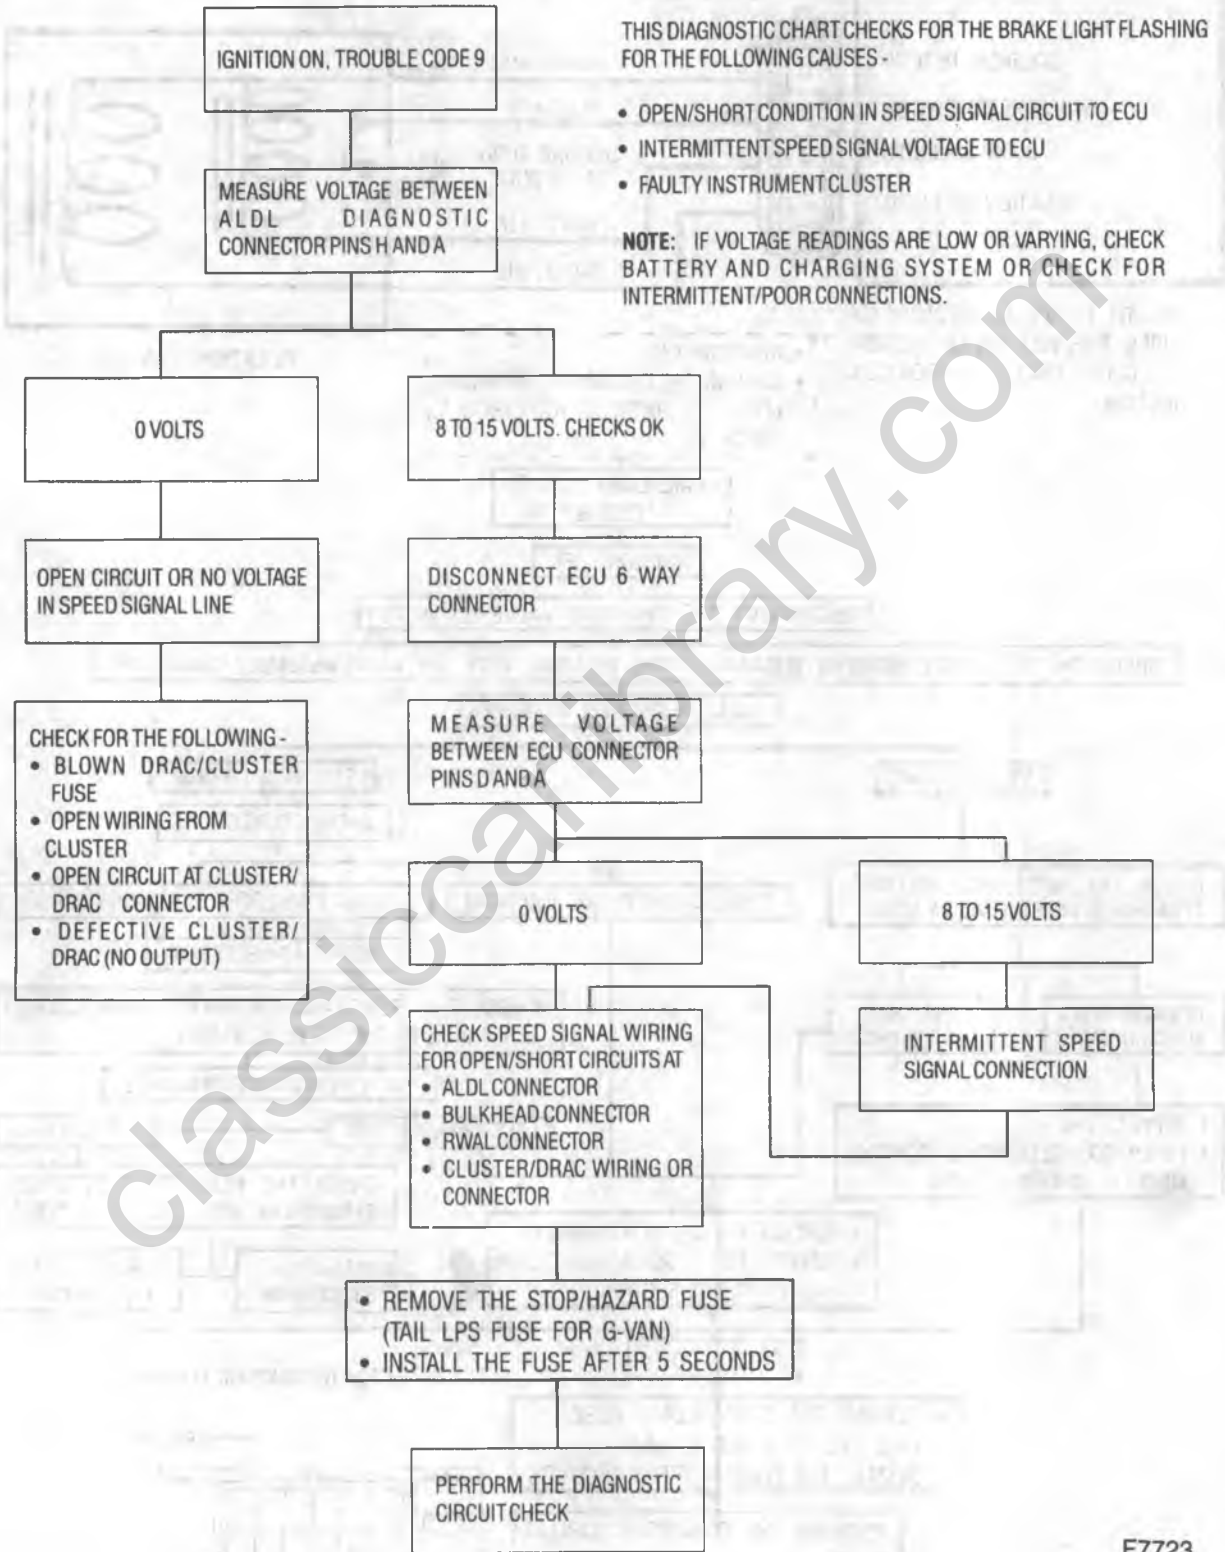 IGNITION ON, TROUBLE CODE 9
THIS DIAGNOSTIC CHART CHECKS FOR THE BRAKE LIGHT FLASHING
FOR THE FOLLOWING CAUSES -
• OPEN/SHORT CONDITION IN SPEED SIGNAL CIRCUIT TO ECU
• INTERMITTENT SPEED SIGNAL VOLTAGE TO ECU
• FAULTY INSTRUMENT CLUSTER
NOTE: IF VOLTAGE READINGS ARE LOW OR VARYING, CHECK
BATTERY AND CHARGING SYSTEM OR CHECK FOR
INTERMITTENT/POOR CONNECTIONS.
MEASURE VOLTAGE BETWEEN
ALDL DIAGNOSTIC
CONNECTOR PINS H AND A
0 VOLTS
8 TO 15 VOLTS. CHECKS OK
OPEN CIRCUIT OR NO VOLTAGE
IN SPEED SIGNAL LINE
DISCONNECT ECU 6 WAY
CONNECTOR
CHECK FOR THE FOLLOWING -
• BLOWN DRAC/CLUSTER
FUSE
• OPEN WIRING FROM
CLUSTER
• OPEN CIRCUIT AT CLUSTER/
DRAC CONNECTOR
• DEFECTIVE CLUSTER/
DRAC (NO OUTPUT)
MEASURE VOLTAGE
BETWEEN ECU CONNECTOR
PINS D AND A
0 VOLTS
8 TO 15 VOLTS
CHECK SPEED SIGNAL WIRING
FOR OPEN/SHORT CIRCUITS AT
• ALDL CONNECTOR
• BULKHEAD CONNECTOR
• RWAL CONNECTOR
• CLUSTER/DRAC WIRING OR
CONNECTOR
INTERMITTENT SPEED
SIGNAL CONNECTION
• REMOVE THE STOP/HAZARD FUSE
(TAIL LPS FUSE FOR G-VAN)
• INSTALL THE FUSE AFTER 5 SECONDS
PERFORM THE DIAGNOSTIC
CIRCUIT CHECK
F7723
classiccarlibrary.com